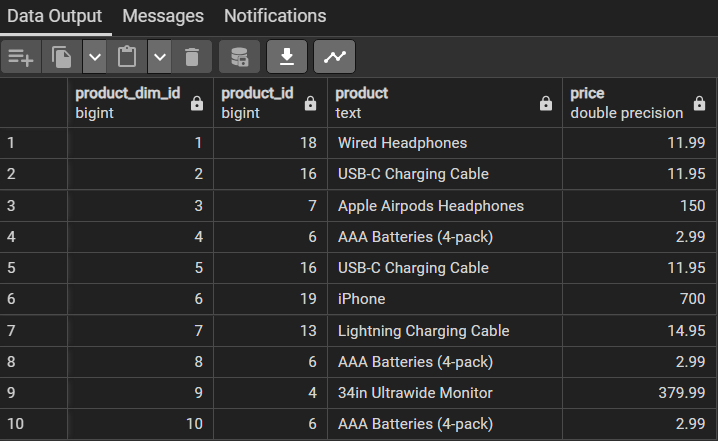 Data Output Messages Notifications
product_dim_id product_id product price
bigint bigint text double precision
1 1 18 Wired Headphones 11.99
2 2 16 USB-C Charging Cable 11.95
3 3 7 Apple Airpods Headphones 150
4 4 6 AAA Batteries (4-pack) 2.99
5 5 16 USB-C Charging Cable 11.95
6 6 19 iPhone 700
7 7 13 Lightning Charging Cable 14.95
8 8 6 AAA Batteries (4-pack) 2.99
9 9 4 34in Ultrawide Monitor 379.99
10 10 6 AAA Batteries (4-pack) 2.99